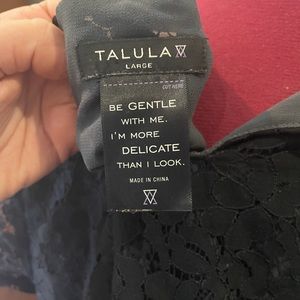 TALULA
LARGE
CUT HERE
BE GENTLE
WITH ME.
I'M MORE
DELICATE
THAN I LOOK.
MADE IN CHINA